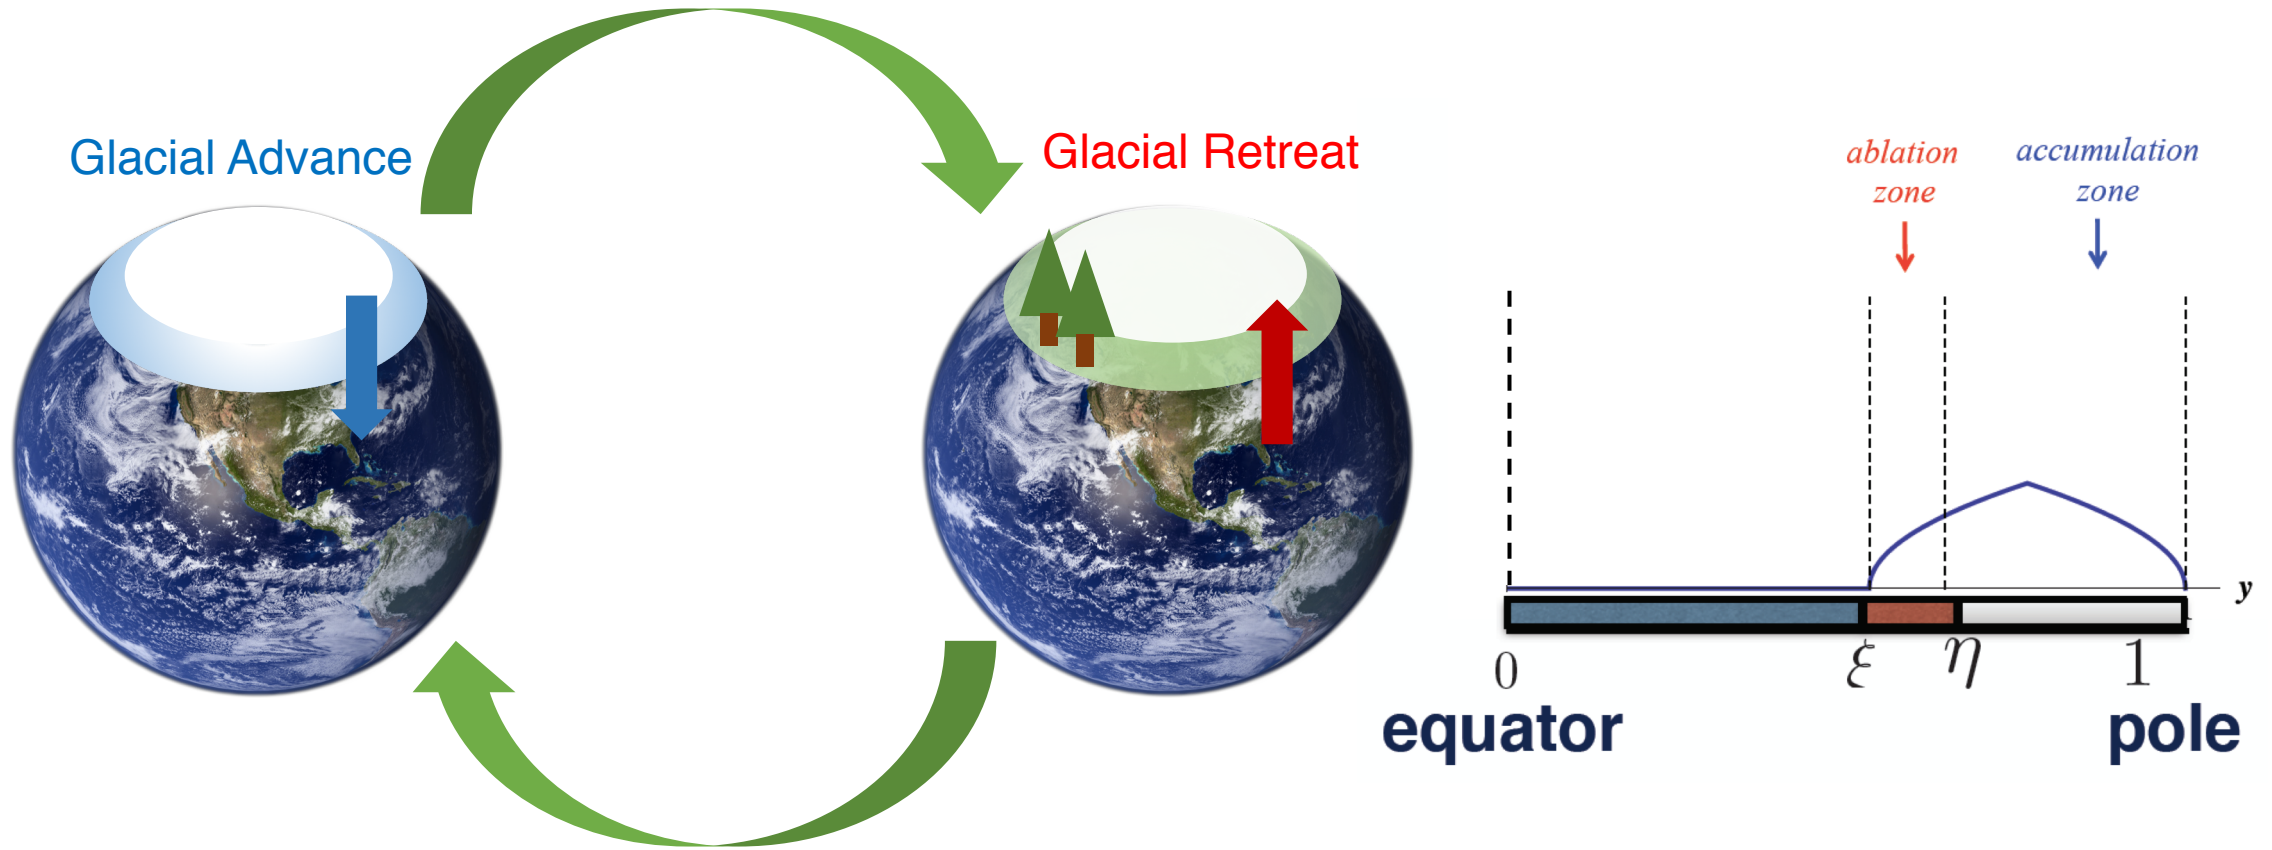 Glacial Advance
Glacial Retreat
ablation
zone
accumulation
zone
y
0
ξ
η
1
equator
pole